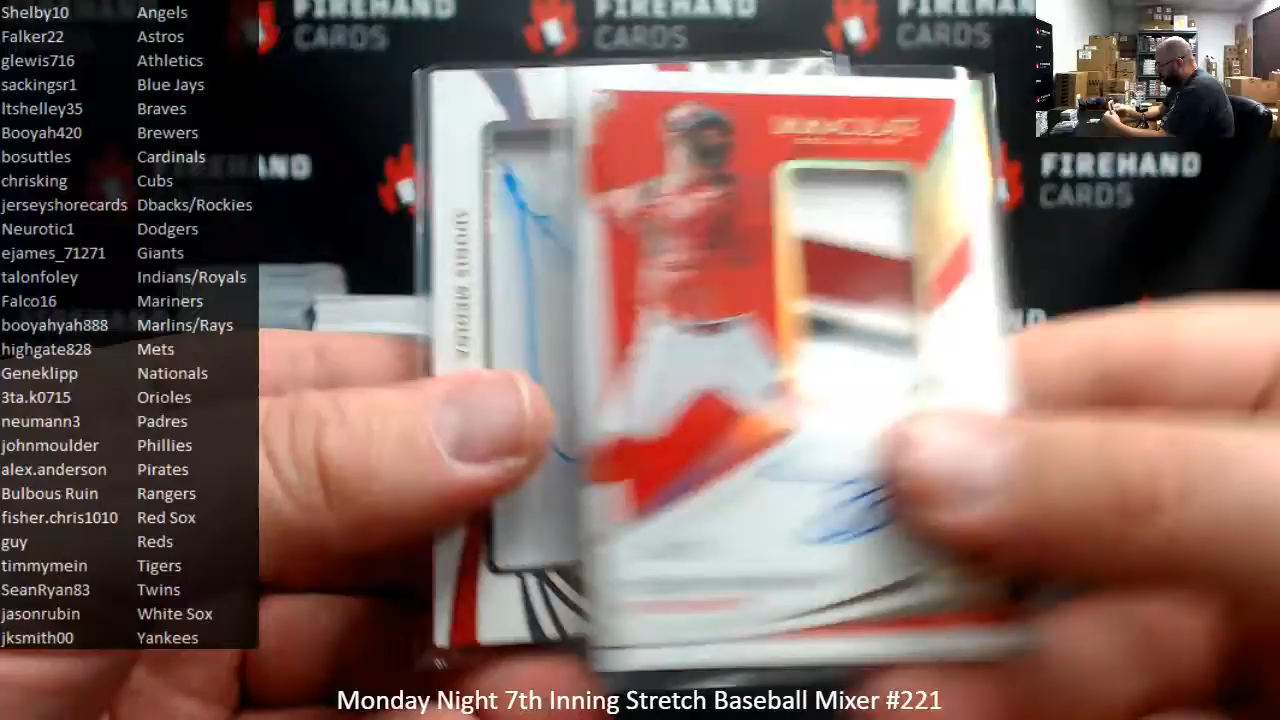 Shelby10 Angels
Falker22 Astros
glewis716 Athletics
sackingsr1 Blue Jays
ltshelley35 Braves
Booyah420 Brewers
bosuttles Cardinals
chrisking Cubs
jerseyshorecards Dbacks/Rockies
Neurotic1 Dodgers
ejames_71271 Giants
talonfoley Indians/Royals
Falco16 Mariners
booyahyah888 Marlins/Rays
highgate828 Mets
Geneklipp Nationals
3ta.k0715 Orioles
neumann3 Padres
johnmoulder Phillies
alex.anderson Pirates
Bulbous Ruin Rangers
fisher.chris1010 Red Sox
guy Reds
timmymein Tigers
SeanRyan83 Twins
jasonrubin White Sox
jksmith00 Yankees
FIREHAND
CARDS
FIREHAND
CARDS
FIREHAN
CARDS
HAND
FIREHAND
CARDS
IMMACULATE
Monday Night 7th Inning Stretch Baseball Mixer #221